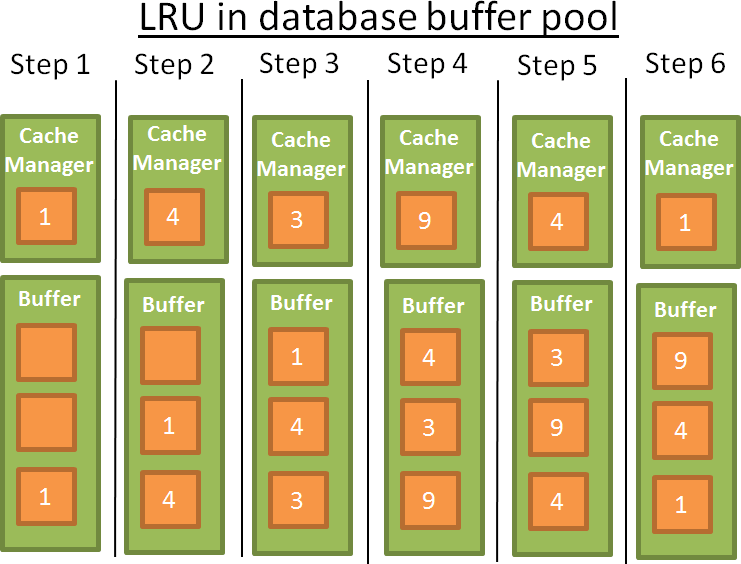 LRU in database buffer pool
Step 1
Step 2
Step 3
Step 4
Step 5
Step 6
Cache
Manager
1
Cache
Manager
4
Cache
Manager
3
Cache
Manager
9
Cache
Manager
4
Cache
Manager
1
Buffer
1
Buffer
1
4
Buffer
1
4
3
Buffer
4
3
9
Buffer
3
9
4
Buffer
9
4
1